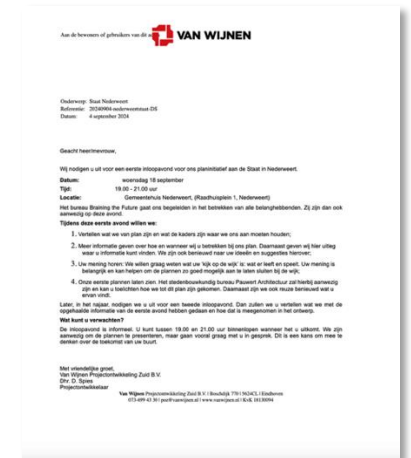 Aan de bewoners of gebruikers van dit
VAN WIJNEN
Onderwerp: Staat Nederweert
Referentie: 20240904-nederweertstaat-DS
Datum: 4 september 2024
Geacht heer/mevrouw,
Wij nodigen u uit voor een eerste inloopavond voor ons planinitiatief aan de Staat in Nederweert.
Datum: woensdag 18 september
Tijd: 19.00 - 21.00 uur
Locatie: Gemeentehuis Nederweert, (Raadhuisplein 1, Nederweert)
Het bureau Braining the Future gaat ons begeleiden in het betrekken van alle belanghebbenden. Zij zijn dan ook
aanwezig op deze avond.
Tijdens deze eerste avond willen we:
1. Vertellen wat we van plan zijn en wat de kaders zijn waar we ons aan moeten houden;
2. Meer informatie geven over hoe en wanneer wij u betrekken bij ons plan. Daarnaast geven wij hier uitleg
waar u informatie kunt vinden. We zijn ook benieuwd naar uw ideeën en suggesties hierover;
3. Uw mening horen: We willen graag weten wat uw 'kijk op de wijk' is: wat er leeft en speelt. Uw mening is
belangrijk en kan helpen om de plannen zo goed mogelijk aan te laten sluiten bij de wijk;
4. Onze eerste plannen laten zien. Het stedenbouwkundig bureau Pauwert Architectuur zal hierbij aanwezig
zijn en kan u toelichten hoe we tot dit plan zijn gekomen. Daarnaast zijn we ook reuze benieuwd wat u
ervan vindt.
Later, in het najaar, nodigen we u uit voor een tweede inloopavond. Dan zullen we u vertellen wat we met de
opgehaalde informatie van de eerste avond hebben gedaan en hoe dat is meegenomen in het ontwerp.
Wat kunt u verwachten?
De inloopavond is informeel. U kunt tussen 19.00 en 21.00 uur binnenlopen wanneer het u uitkomt. We zijn
aanwezig om de plannen te presenteren, maar gaan vooral graag met u in gesprek. Dit is een kans om mee te
denken over de toekomst van uw buurt.
Met vriendelijke groet,
Van Wijnen Projectontwikkeling Zuid B.V.
Dhr. D. Spies
Projectontwikkelaar
Van Wijnen Projectontwikkeling Zuid B.V. | Boschdijk 770 | 5624CL | Eindhoven